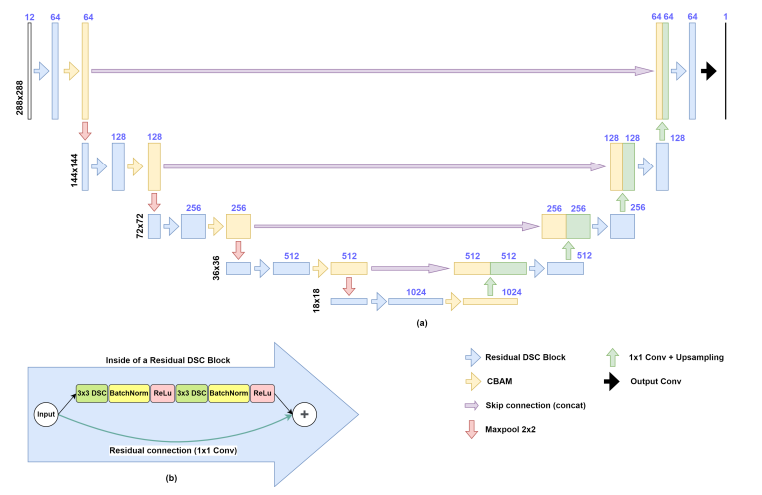 12 64 64 64 64 64 1
288x288
128 128 128 128 128
144x144
256 256 256 256 256
72x72
512 512 512 512 512
36x36
1024 1024
18x18
(a)
Inside of a Residual DSC Block
Input 3x3 DSC BatchNorm ReLu 3x3 DSC BatchNorm ReLu +
Residual connection (1x1 Conv)
(b)
Residual DSC Block
CBAM
Skip connection (concat)
Maxpool 2x2
1x1 Conv + Upsampling
Output Conv